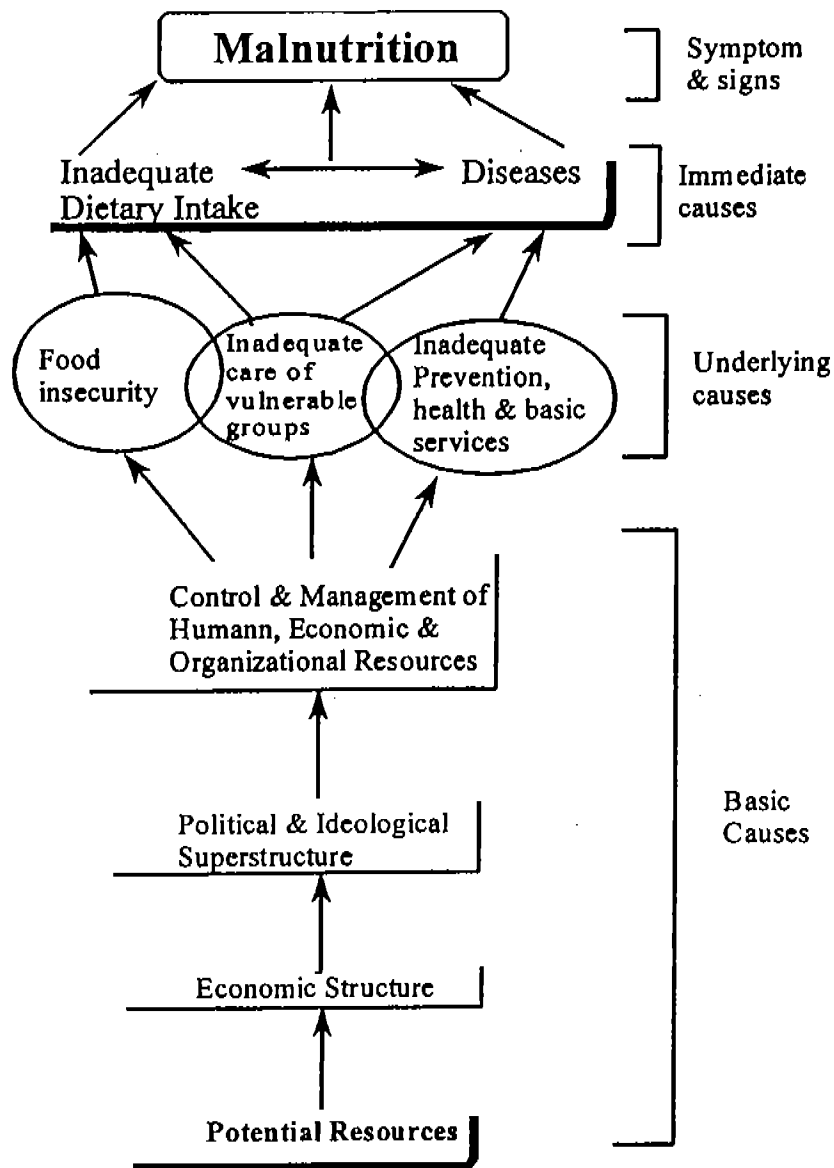 Malnutrition
Symptom
& signs
Inadequate
Dietary Intake
Diseases
Immediate
causes
Food
insecurity
Inadequate
care of
vulnerable
groups
Inadequate
Prevention,
health & basic
services
Underlying
causes
Control & Management of
Humann, Economic &
Organizational Resources
Political & Ideological
Superstructure
Economic Structure
Potential Resources
Basic
Causes